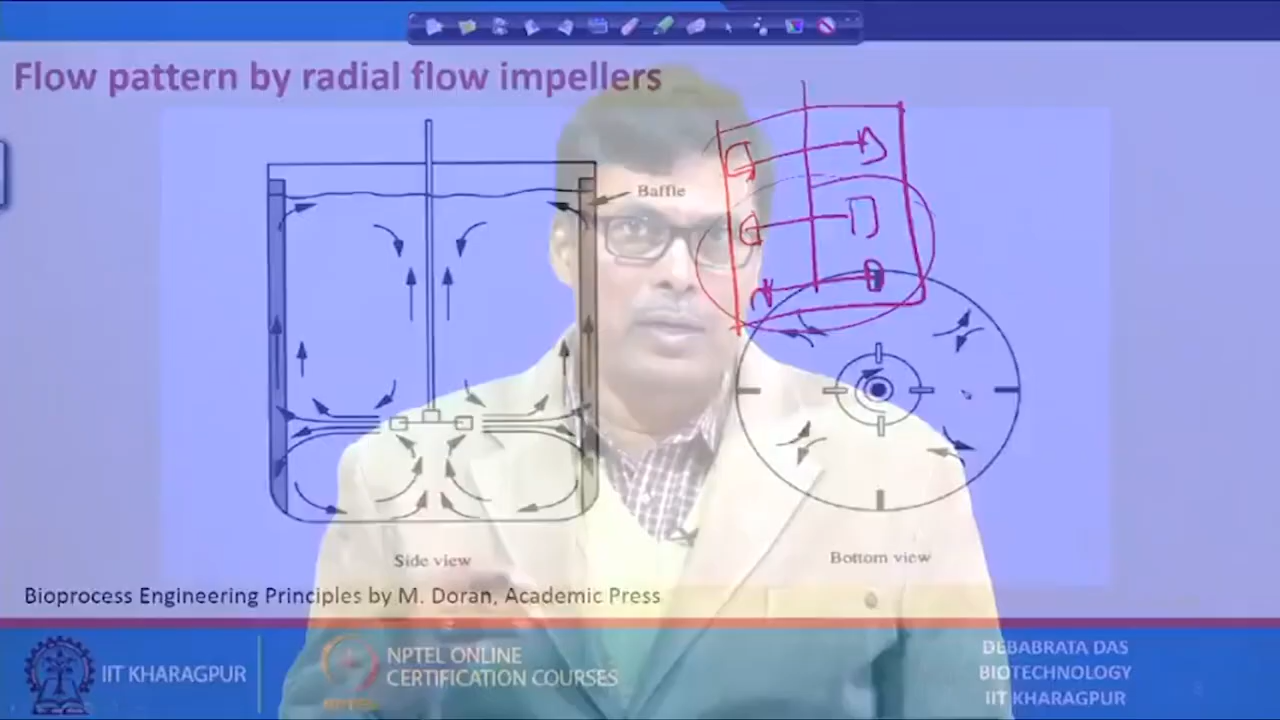 Flow pattern by radial flow impellers
Baffle
Side view
Bottom view
Bioprocess Engineering Principles by M. Doran, Academic Press
IIT KHARAGPUR
NPTEL ONLINE
CERTIFICATION COURSES
DEBABRATA DAS
BIOTECHNOLOGY
IIT KHARAGPUR